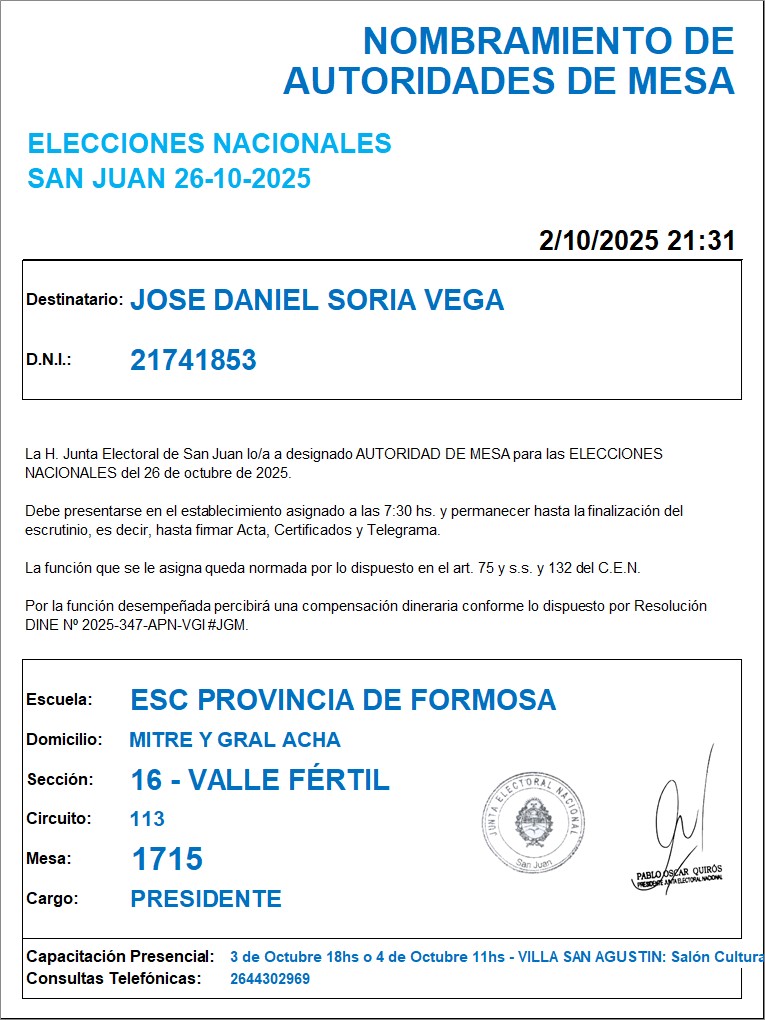 NOMBRAMIENTO DE
AUTORIDADES DE MESA
ELECCIONES NACIONALES
SAN JUAN 26-10-2025
2/10/2025 21:31
Destinatario: JOSE DANIEL SORIA VEGA
D.N.I.: 21741853
La H. Junta Electoral de San Juan lo/a a designado AUTORIDAD DE MESA para las ELECCIONES
NACIONALES del 26 de octubre de 2025.
Debe presentarse en el establecimiento asignado a las 7:30 hs. y permanecer hasta la finalización del
escrutinio, es decir, hasta firmar Acta, Certificados y Telegrama.
La función que se le asigna queda normada por lo dispuesto en el art. 75 y s.s. y 132 del C.E.N.
Por la función desempeñada percibirá una compensación dineraria conforme lo dispuesto por Resolución
DINE Nº 2025-347-APN-VGI#JGM.
Escuela: ESC PROVINCIA DE FORMOSA
Domicilio: MITRE Y GRAL ACHA
Sección: 16 - VALLE FÉRTIL
Circuito: 113
Mesa: 1715
Cargo: PRESIDENTE
JUNTA ELECTORAL NACIONAL
San Juan
PABLO OSCAR QUIRÓS
PRESIDENTE JUNTA ELECTORAL NACIONAL
Capacitación Presencial: 3 de Octubre 18hs o 4 de Octubre 11hs - VILLA SAN AGUSTIN: Salón Cultura
Consultas Telefónicas: 2644302969